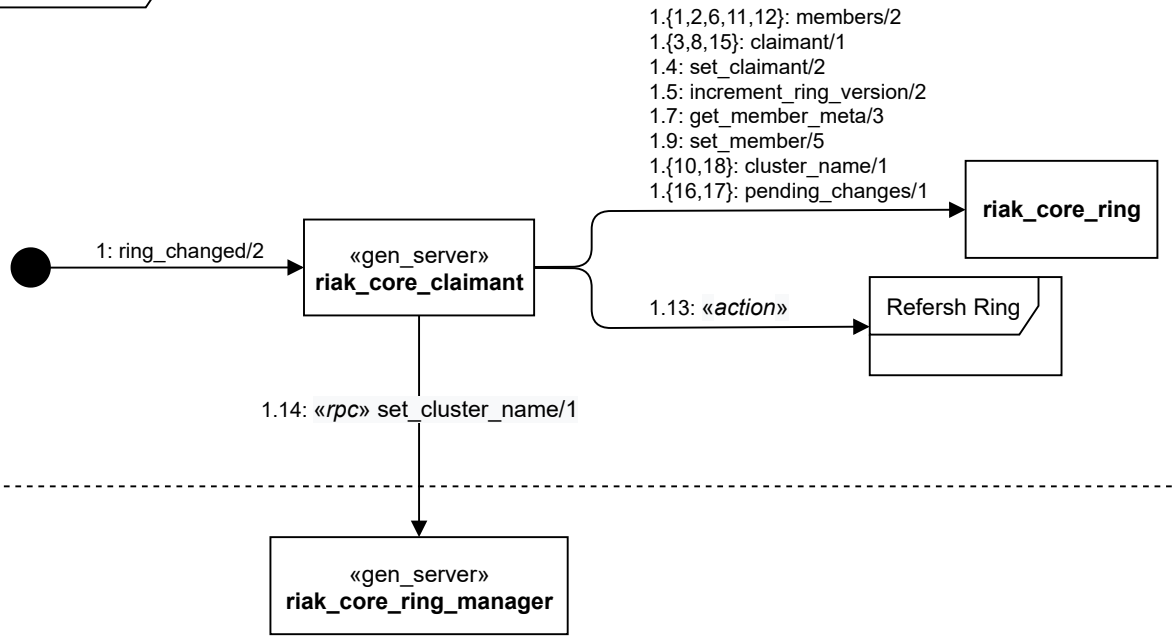 1.{1,2,6,11,12}: members/2
1.{3,8,15}: claimant/1
1.4: set_claimant/2
1.5: increment_ring_version/2
1.7: get_member_meta/3
1.9: set_member/5
1.{10,18}: cluster_name/1
1.{16,17}: pending_changes/1
riak_core_ring
1: ring_changed/2
«gen_server»
riak_core_claimant
1.13: «action»
Refersh Ring
1.14: «rpc» set_cluster_name/1
«gen_server»
riak_core_ring_manager